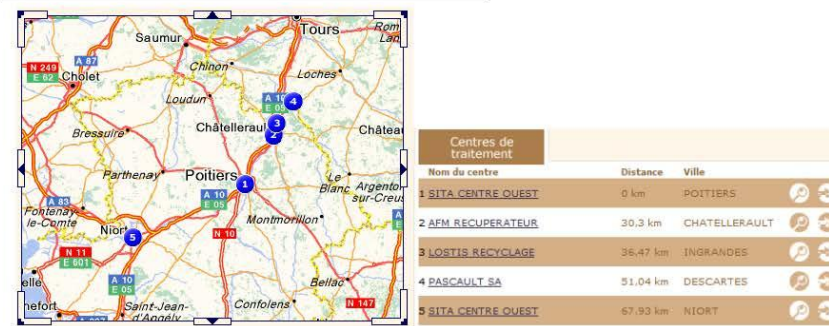 Tours
Saumur
N 249
E 62
A 87
Cholet
Chinon
Loches
Loudun
A 10
E 05
4
3
2
Bressuire
Châtelleraul
Château
Parthenay
Poitiers
1
Le
Blanc
Argento
sur-Creus
A 10
E 05
A 83
Fontenay-
le-Comte
Niort
5
N 10
Montmorillon
N 11
E 601
A 10
E 05
Bellac
Saint-Jean-
d'Angély
Confolens
N 147
Centres de
traitement
Nom du centre Distance Ville
1 SITA CENTRE OUEST 0 km POITIERS
2 AFM RECUPERATEUR 30,3 km CHATELLERAULT
3 LOSTIS RECYCLAGE 36,47 km INGRANDES
4 PASCAULT SA 51,04 km DESCARTES
5 SITA CENTRE OUEST 67,93 km NIORT